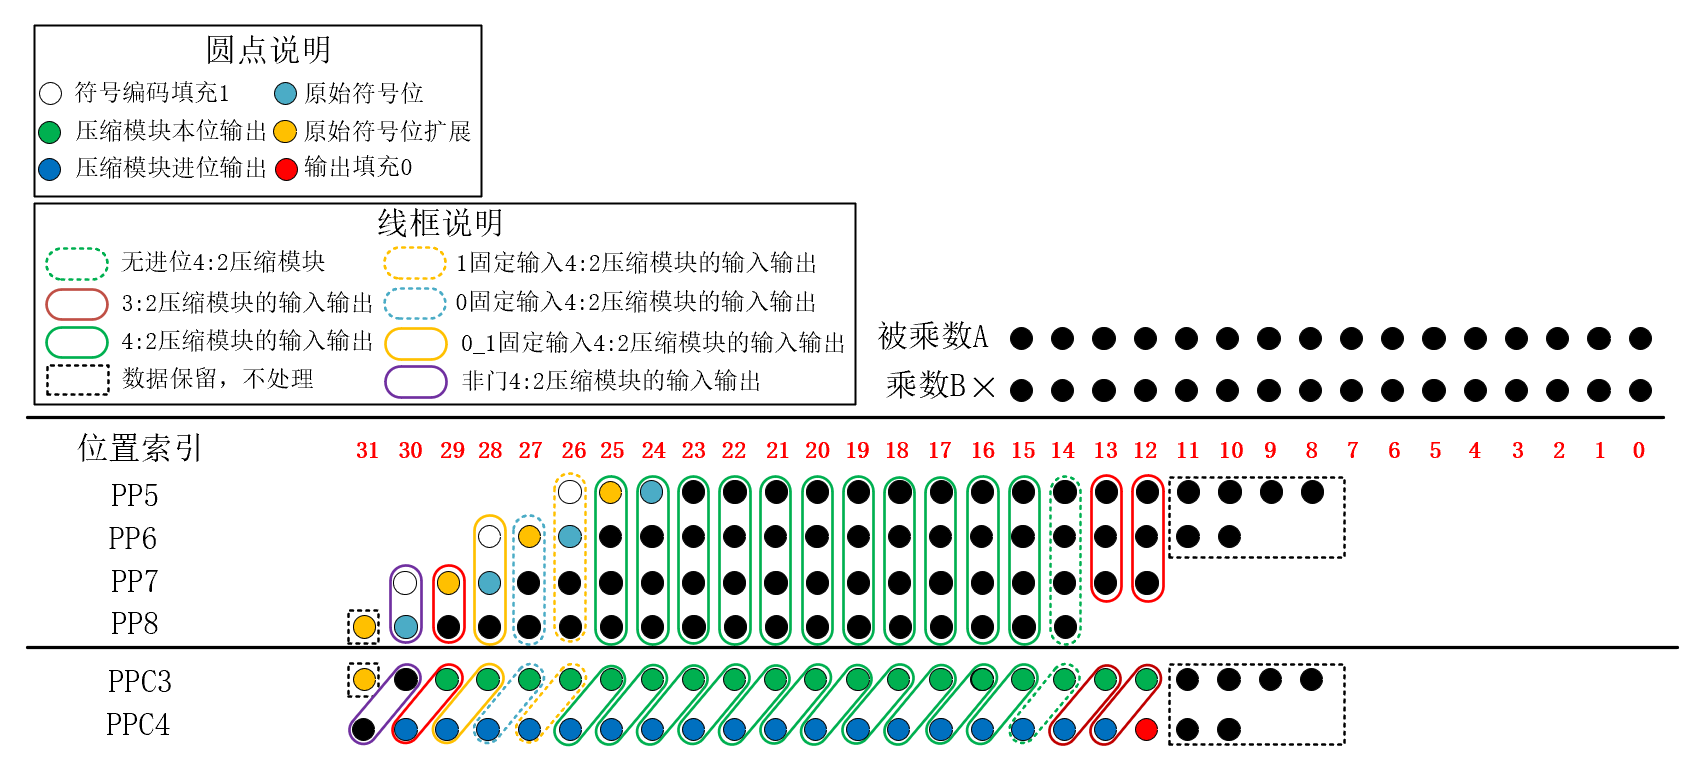 圆点说明
符号编码填充1
原始符号位
压缩模块本位输出
原始符号位扩展
压缩模块进位输出
输出填充0
线框说明
无进位4:2压缩模块
1固定输入4:2压缩模块的输入输出
3:2压缩模块的输入输出
0固定输入4:2压缩模块的输入输出
4:2压缩模块的输入输出
0_1固定输入4:2压缩模块的输入输出
数据保留,不处理
非门4:2压缩模块的输入输出
被乘数A
乘数B×
位置索引 31 30 29 28 27 26 25 24 23 22 21 20 19 18 17 16 15 14 13 12 11 10 9 8 7 6 5 4 3 2 1 0
PP5
PP6
PP7
PP8
PPC3
PPC4